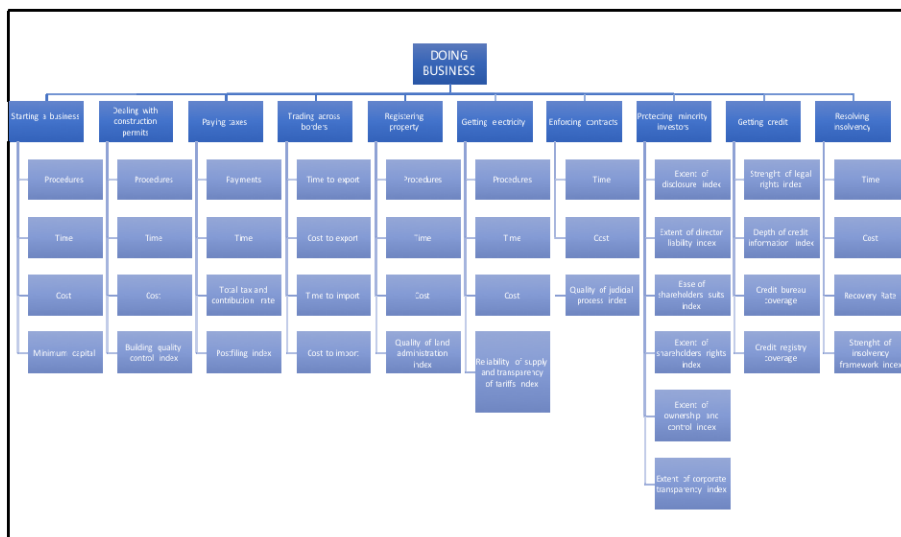 DOING
BUSINESS
Starting a business
Dealing with
construction
permits
Paying taxes
Trading across
borders
Registering
property
Getting electricity
Enforcing contracts
Protecting minority
investors
Getting credit
Resolving
insolvency
Procedures
Time
Cost
Minimum capital
Procedures
Time
Cost
Building quality
control index
Payments
Time
Total tax and
contribution rate
Postfiling index
Time to export
Cost to export
Time to import
Cost to import
Procedures
Time
Cost
Quality of land
administration
index
Procedures
Time
Cost
Reliability of supply
and transparency
of tariffs index
Time
Cost
Quality of judicial
process index
Extent of
disclosure index
Extent of director
liability index
Ease of
shareholders suits
index
Extent of
shareholders rights
index
Extent of
ownership and
control index
Extent of corporate
transparency index
Strenght of legal
rights index
Depth of credit
information index
Credit bureau
coverage
Credit registry
coverage
Time
Cost
Recovery Rate
Strenght of
insolvency
framework index